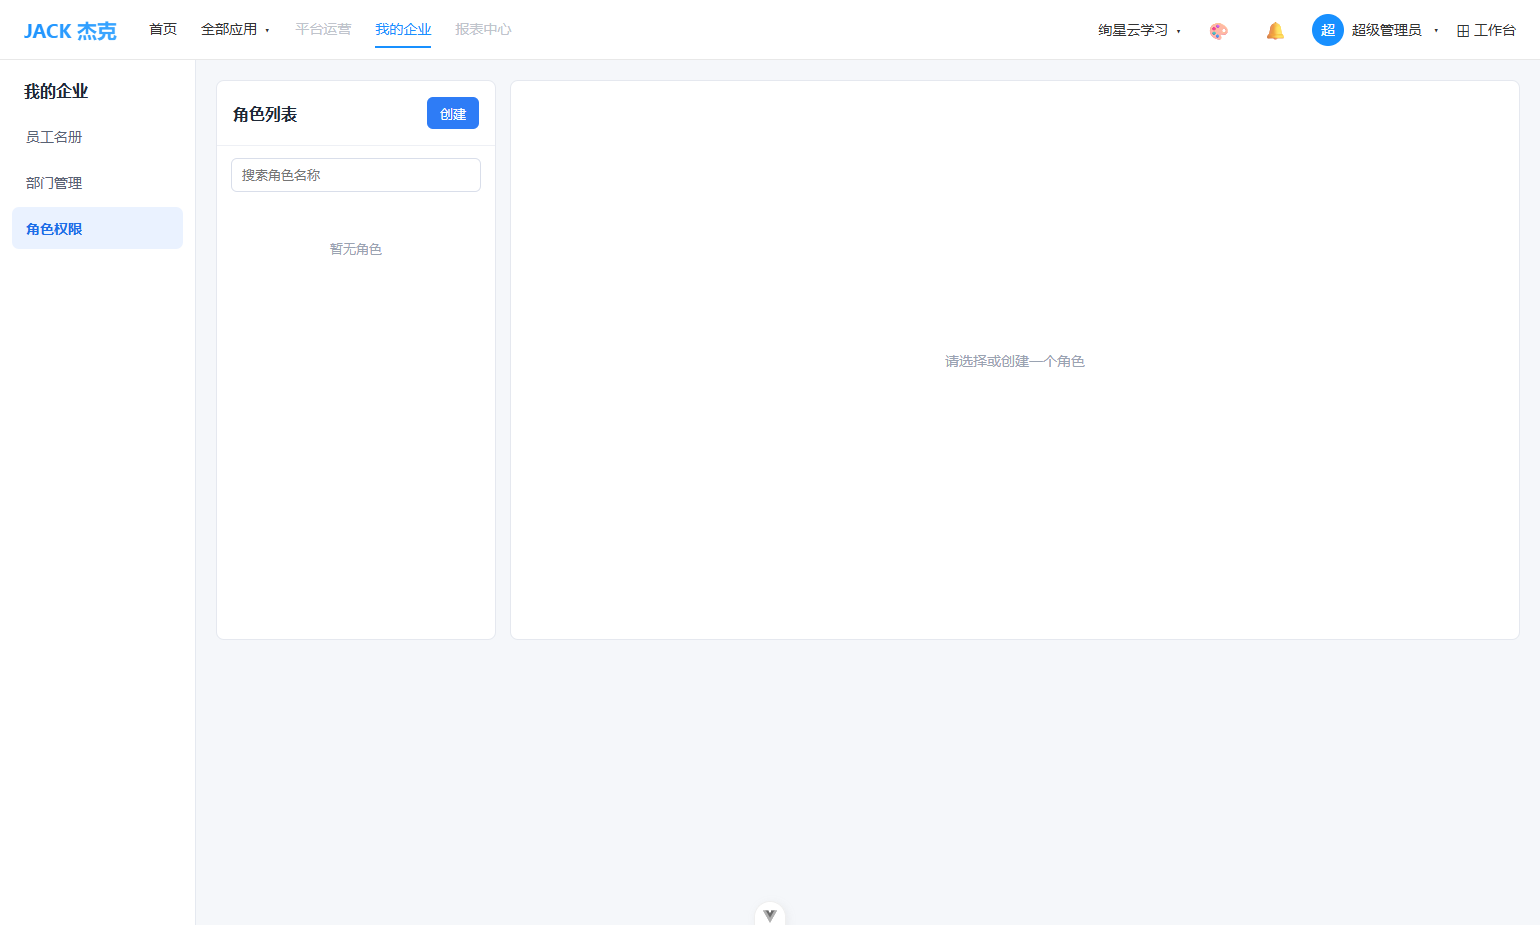 JACK 杰克
首页
全部应用
平台运营
我的企业
报表中心
绚星云学习
超
超级管理员
工作台
我的企业
员工名册
部门管理
角色权限
角色列表
创建
搜索角色名称
暂无角色
请选择或创建一个角色